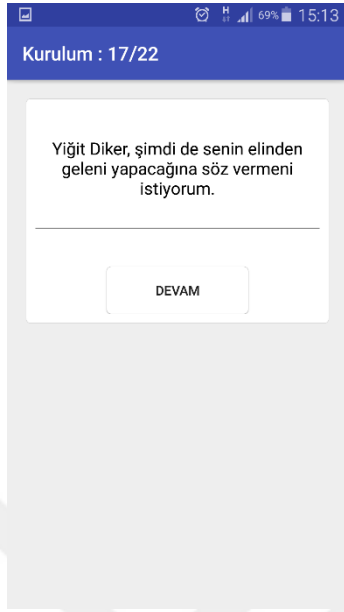 H 69% 15:13
Kurulum : 17/22
Yiğit Diker, şimdi de senin elinden
geleni yapacağına söz vermeni
istiyorum.
DEVAM